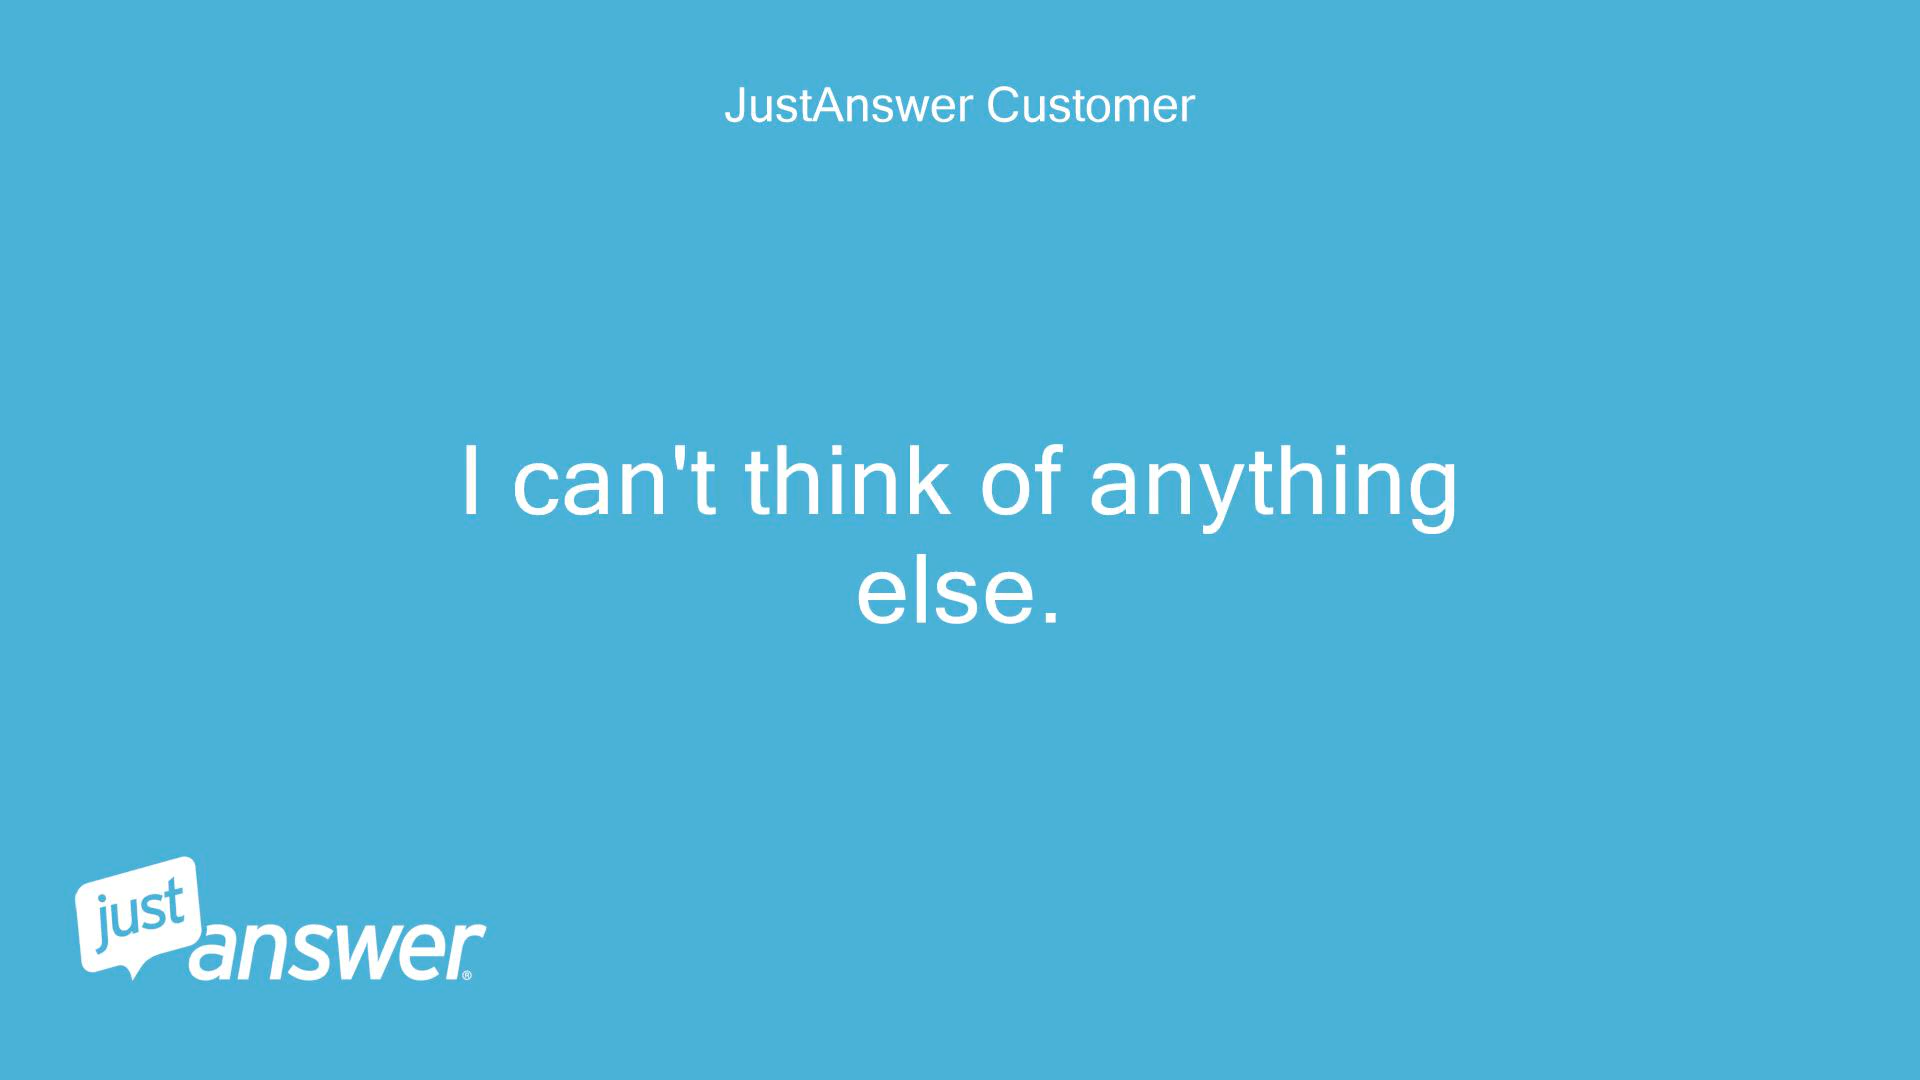 JustAnswer Customer
I can't think of anything
else.
just
answer®